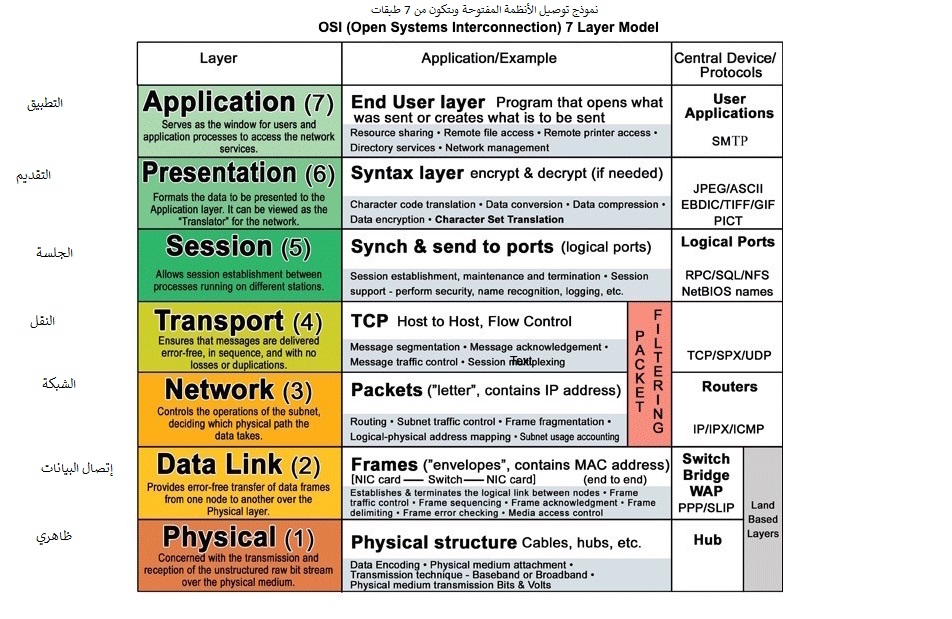 نموذج توصيل الأنظمة المفتوحة ويتكون من 7 طبقات
OSI (Open Systems Interconnection) 7 Layer Model
Layer
Application/Example
Central Device/
Protocols
التطبيق
Application (7)
Serves as the window for users and
application processes to access the network
services.
End User layer Program that opens what
was sent or creates what is to be sent
Resource sharing • Remote file access • Remote printer access •
Directory services • Network management
User
Applications
SMTP
التقديم
Presentation (6)
Formats the data to be presented to the
Application layer. It can be viewed as the
"Translator" for the network.
Syntax layer encrypt & decrypt (if needed)
Character code translation • Data conversion • Data compression •
Data encryption • Character Set Translation
JPEG/ASCII
EBDIC/TIFF/GIF
PICT
الجلسة
Session (5)
Allows session establishment between
processes running on different stations.
Synch & send to ports (logical ports)
Session establishment, maintenance and termination • Session
support - perform security, name recognition, logging, etc.
Logical Ports
RPC/SQL/NFS
NetBIOS names
النقل
Transport (4)
Ensures that messages are delivered
error-free, in sequence, and with no
losses or duplications.
TCP Host to Host, Flow Control
Message segmentation • Message acknowledgement •
Message traffic control • Session multiplexing
Text
PACKET
FILTERING
TCP/SPX/UDP
الشبكة
Network (3)
Controls the operations of the subnet,
deciding which physical path the
data takes.
Packets ("letter", contains IP address)
Routing • Subnet traffic control • Frame fragmentation •
Logical-physical address mapping • Subnet usage accounting
Routers
IP/IPX/ICMP
إتصال البيانات
Data Link (2)
Provides error-free transfer of data frames
from one node to another over the
Physical layer.
Frames ("envelopes", contains MAC address)
[NIC card — Switch — NIC card] (end to end)
Establishes & terminates the logical link between nodes • Frame
traffic control • Frame sequencing • Frame acknowledgment • Frame
delimiting • Frame error checking • Media access control
Switch
Bridge
WAP
PPP/SLIP
Land
Based
Layers
ظاهري
Physical (1)
Concerned with the transmission and
reception of the unstructured raw bit stream
over the physical medium.
Physical structure Cables, hubs, etc.
Data Encoding • Physical medium attachment •
Transmission technique - Baseband or Broadband •
Physical medium transmission Bits & Volts
Hub